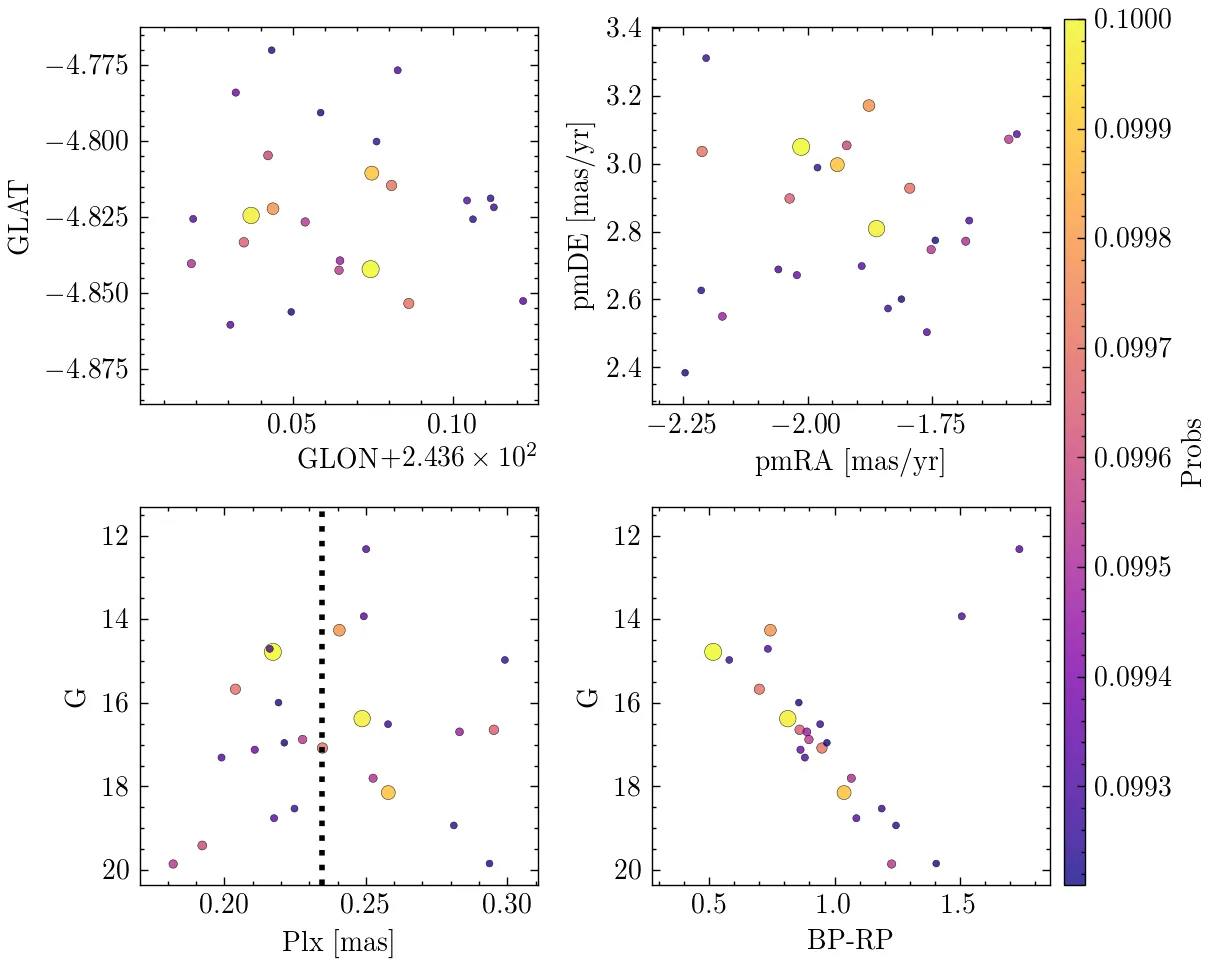 −4.775
−4.800
−4.825
−4.850
−4.875
GLAT
0.05 0.10
GLON+2.436 × 10²
3.4
3.2
3.0
2.8
2.6
2.4
pmDE [mas/yr]
−2.25 −2.00 −1.75
pmRA [mas/yr]
0.1000
0.0999
0.0998
0.0997
0.0996
0.0995
0.0994
0.0993
Probs
12
14
16
18
20
G
0.20 0.25 0.30
Plx [mas]
12
14
16
18
20
G
0.5 1.0 1.5
BP-RP